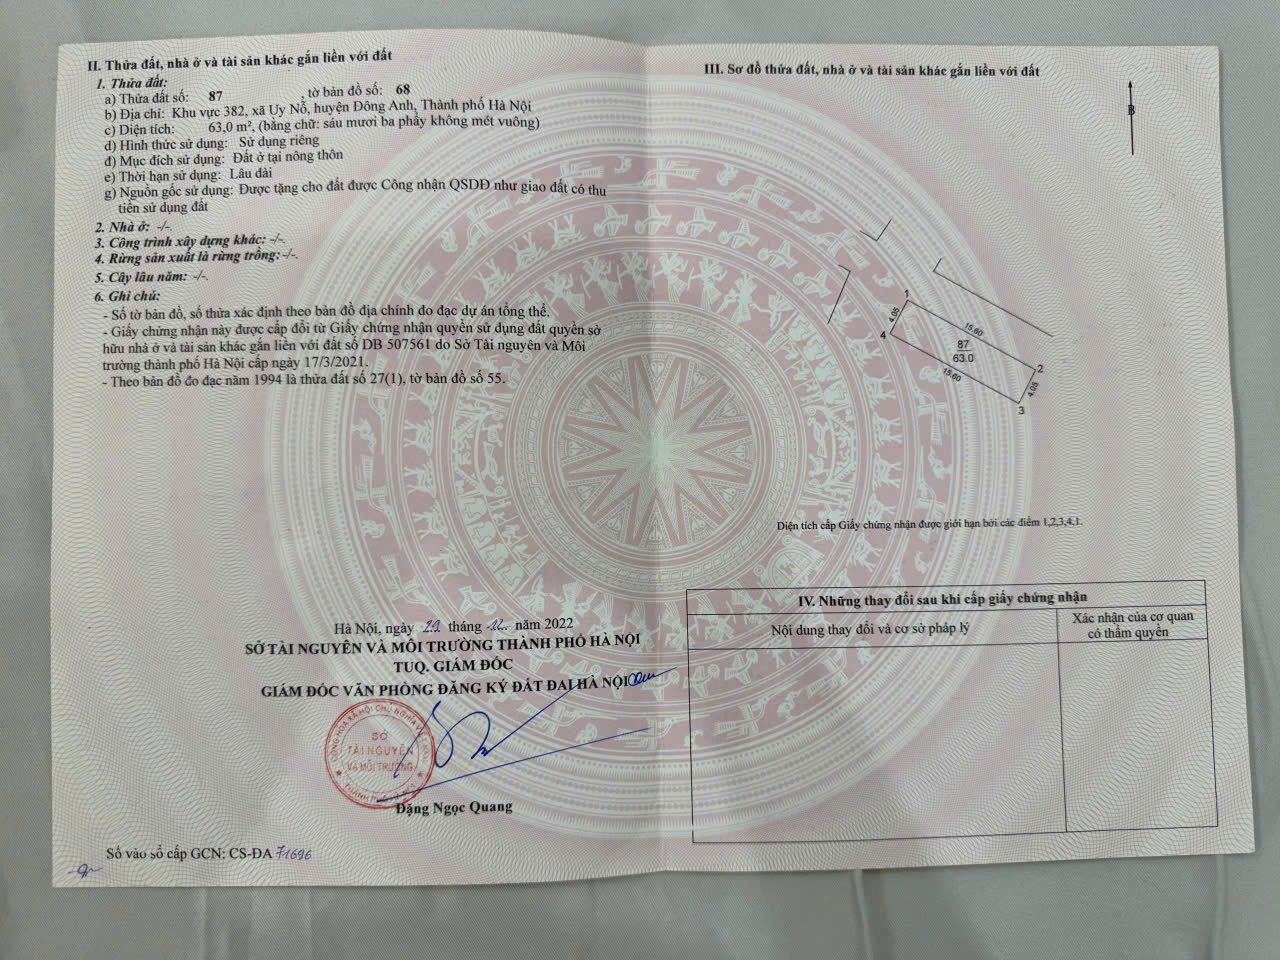 II. Thửa đất, nhà ở và tài sản khác gắn liền với đất
1. Thửa đất:
a) Thửa đất số: 87 , tờ bản đồ số: 68
b) Địa chỉ: Khu vực 382, xã Uy Nỗ, huyện Đông Anh, Thành phố Hà Nội
c) Diện tích: 63,0 m², (bằng chữ: sáu mươi ba phẩy không mét vuông)
d) Hình thức sử dụng: Sử dụng riêng
đ) Mục đích sử dụng: Đất ở tại nông thôn
e) Thời hạn sử dụng: Lâu dài
g) Nguồn gốc sử dụng: Được tặng cho đất được Công nhận QSDĐ như giao đất có thu
tiền sử dụng đất
2. Nhà ở: -/-.
3. Công trình xây dựng khác: -/-.
4. Rừng sản xuất là rừng trồng: -/-.
5. Cây lâu năm: -/-.
6. Ghi chú:
- Số tờ bản đồ, số thửa xác định theo bản đồ địa chính đo đạc dự án tổng thể.
- Giấy chứng nhận này được cấp đổi từ Giấy chứng nhận quyền sử dụng đất quyền sở
hữu nhà ở và tài sản khác gắn liền với đất số DB 507561 do Sở Tài nguyên và Môi
trường thành phố Hà Nội cấp ngày 17/3/2021.
- Theo bản đồ đo đạc năm 1994 là thửa đất số 27(1), tờ bản đồ số 55.
Hà Nội, ngày 29 tháng 12 năm 2022
SỞ TÀI NGUYÊN VÀ MÔI TRƯỜNG THÀNH PHỐ HÀ NỘI
TUQ. GIÁM ĐỐC
GIÁM ĐỐC VĂN PHÒNG ĐĂNG KÝ ĐẤT ĐAI HÀ NỘI
CỘNG HÒA XÃ HỘI CHỦ NGHĨA VIỆT NAM
SỞ
TÀI NGUYÊN
VÀ MÔI TRƯỜNG
THÀNH PHỐ HÀ NỘI
Đặng Ngọc Quang
Số vào sổ cấp GCN: CS-ĐA 71696
III. Sơ đồ thửa đất, nhà ở và tài sản khác gắn liền với đất
B
1
4.05
15.60
4
87
63.0
2
15.60
4.05
3
Diện tích cấp Giấy chứng nhận được giới hạn bởi các điểm 1,2,3,4,1.
IV. Những thay đổi sau khi cấp giấy chứng nhận
Nội dung thay đổi và cơ sở pháp lý
Xác nhận của cơ quan
có thẩm quyền